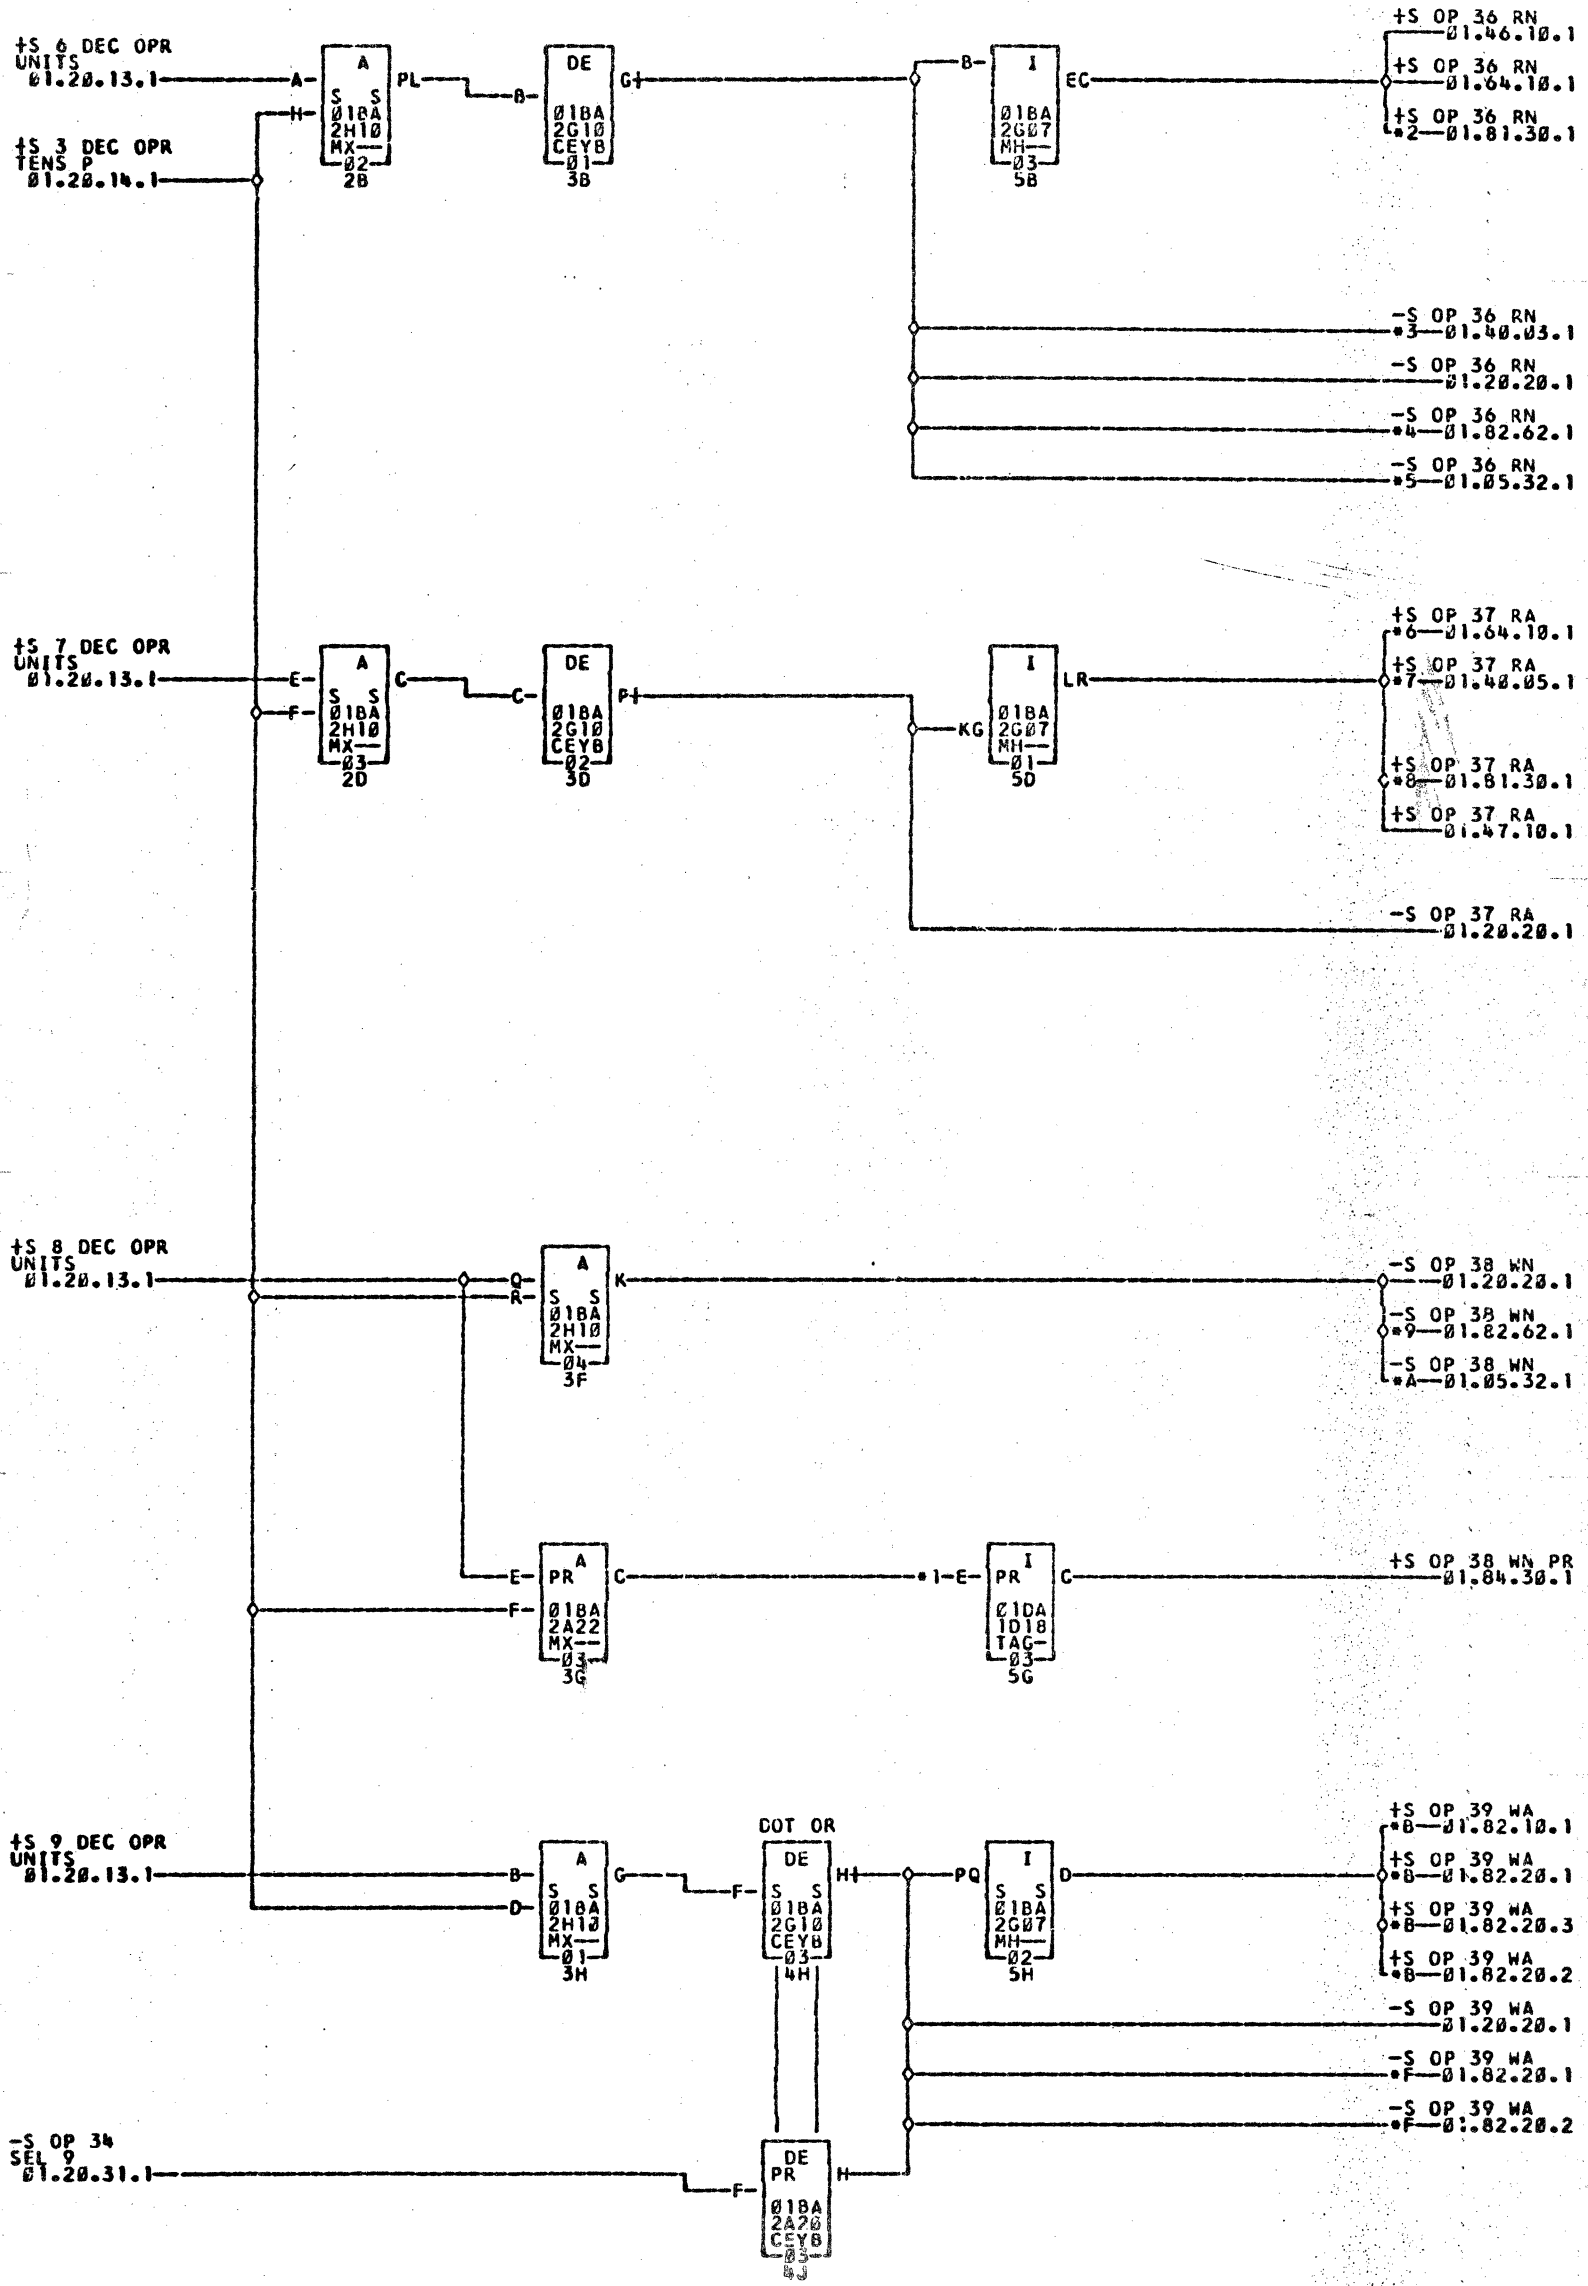 +S 6 DEC OPR
UNITS
01.20.13.1
+S 3 DEC OPR
TENS P
01.20.14.1
A
H
A
S S
01BA
2H10
MX--
02
2B
PL
B
DE
01BA
2G10
CEYB
01
3B
G
B
I
01BA
2G07
MH--
03
5B
EC
+S OP 36 RN
01.46.10.1
+S OP 36 RN
01.64.10.1
+S OP 36 RN
*2 01.81.30.1
-S OP 36 RN
*3 01.40.03.1
-S OP 36 RN
01.20.20.1
-S OP 36 RN
*4 01.82.62.1
-S OP 36 RN
*5 01.05.32.1
+S 7 DEC OPR
UNITS
01.20.13.1
E
F
A
S S
01BA
2H10
MX--
03
2D
C
C
DE
01BA
2G10
CEYB
02
3D
P
KG
I
01BA
2G07
MH--
01
5D
LR
+S OP 37 RA
*6 01.64.10.1
+S OP 37 RA
*7 01.40.05.1
+S OP 37 RA
*8 01.81.30.1
+S OP 37 RA
01.47.10.1
-S OP 37 RA
01.20.20.1
+S 8 DEC OPR
UNITS
01.20.13.1
Q
R
A
S S
01BA
2H10
MX--
04
3F
K
-S OP 38 WN
01.20.20.1
-S OP 38 WN
*9 01.82.62.1
-S OP 38 WN
*A 01.05.32.1
E
F
A
PR
01BA
2A22
MX--
03
3G
C
*1 E
I
PR
01DA
1D18
TAG-
03
5G
C
+S OP 38 WN PR
01.84.30.1
+S 9 DEC OPR
UNITS
01.20.13.1
B
D
A
S S
01BA
2H10
MX--
01
3H
G
F
DOT OR
DE
S S
01BA
2G10
CEYB
03
4H
H
PQ
I
S S
01BA
2G07
MH--
02
5H
D
+S OP 39 WA
*B 01.82.10.1
+S OP 39 WA
*B 01.82.20.1
+S OP 39 WA
*B 01.82.20.3
+S OP 39 WA
*B 01.82.20.2
-S OP 39 WA
01.20.20.1
-S OP 39 WA
*F 01.82.20.1
-S OP 39 WA
*F 01.82.20.2
-S OP 34
SEL 9
01.20.31.1
F
DE
PR
01BA
2A20
CEYB
03
4J
H